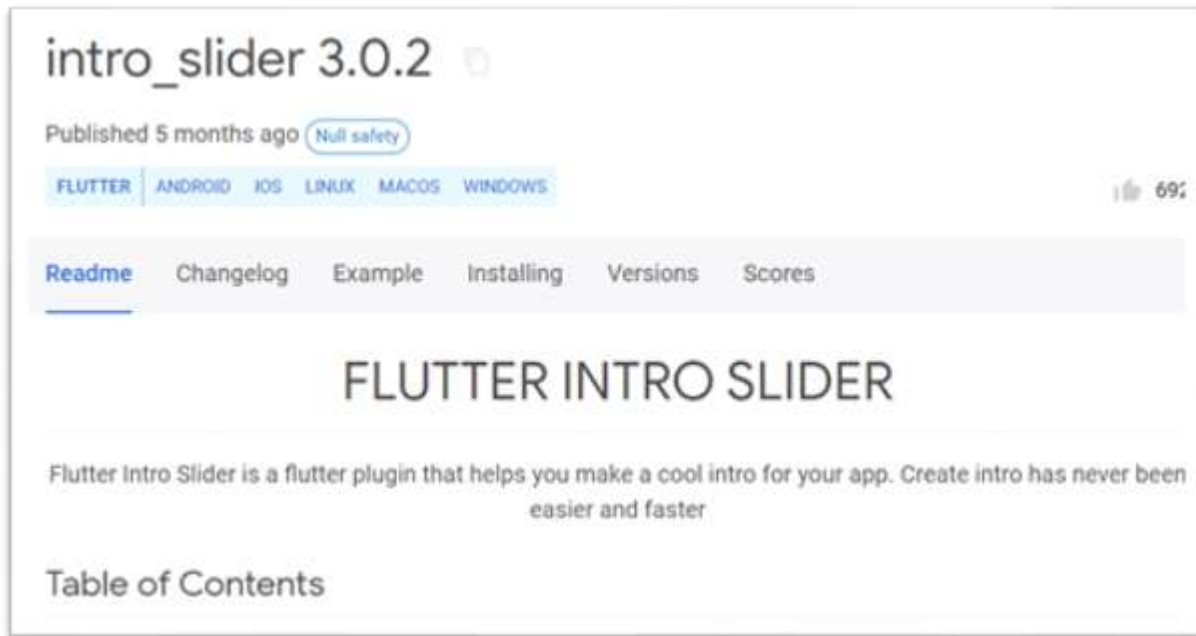 intro_slider 3.0.2
Published 5 months ago Null safety
FLUTTER ANDROID IOS LINUX MACOS WINDOWS
692
Readme Changelog Example Installing Versions Scores
FLUTTER INTRO SLIDER
Flutter Intro Slider is a flutter plugin that helps you make a cool intro for your app. Create intro has never been
easier and faster
Table of Contents